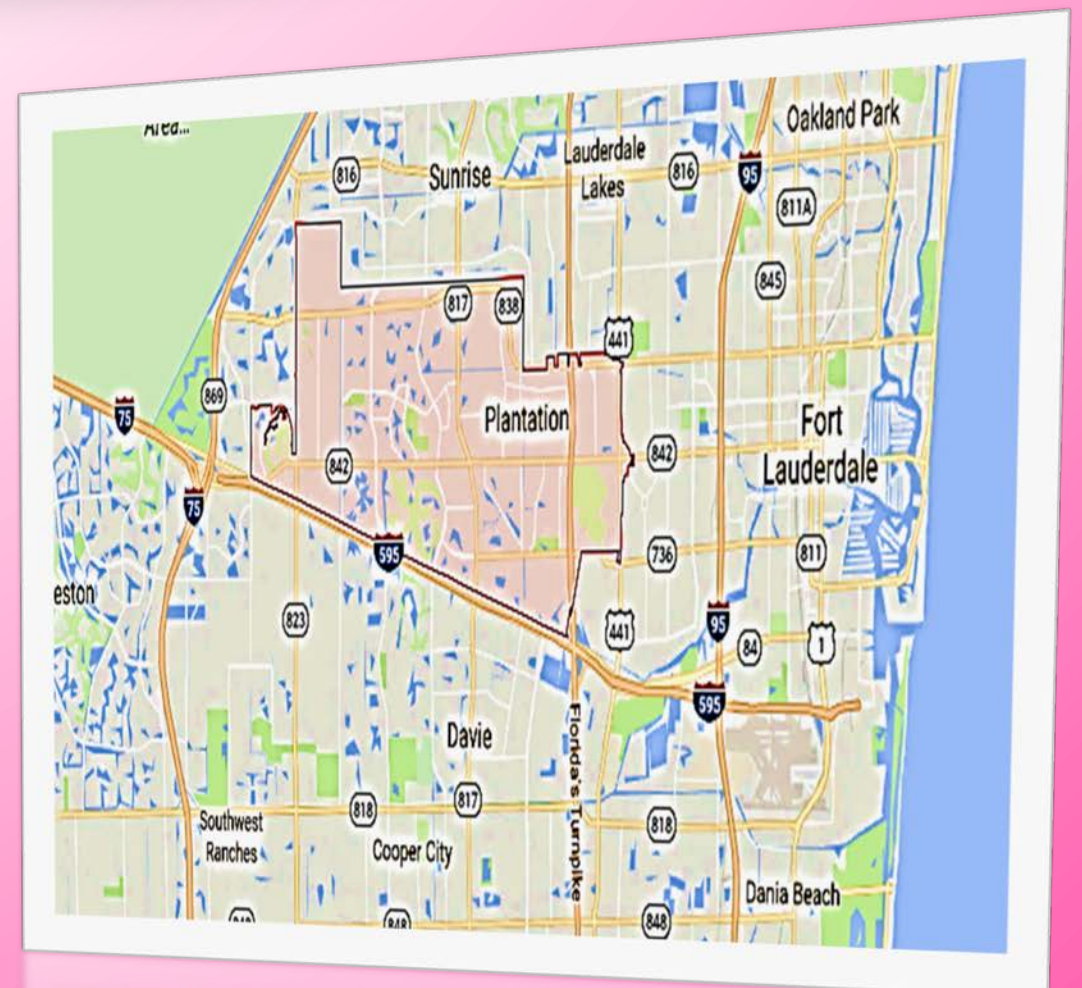 Area...
Oakland Park
Lauderdale
Lakes
816
Sunrise
816
95
811A
845
817
838
441
869
75
Plantation
Fort
Lauderdale
842
842
75
595
736
811
eston
823
441
95
84
1
595
Davie
Florida's Turnpike
818
817
818
Southwest
Ranches
Cooper City
Dania Beach
848
848
848